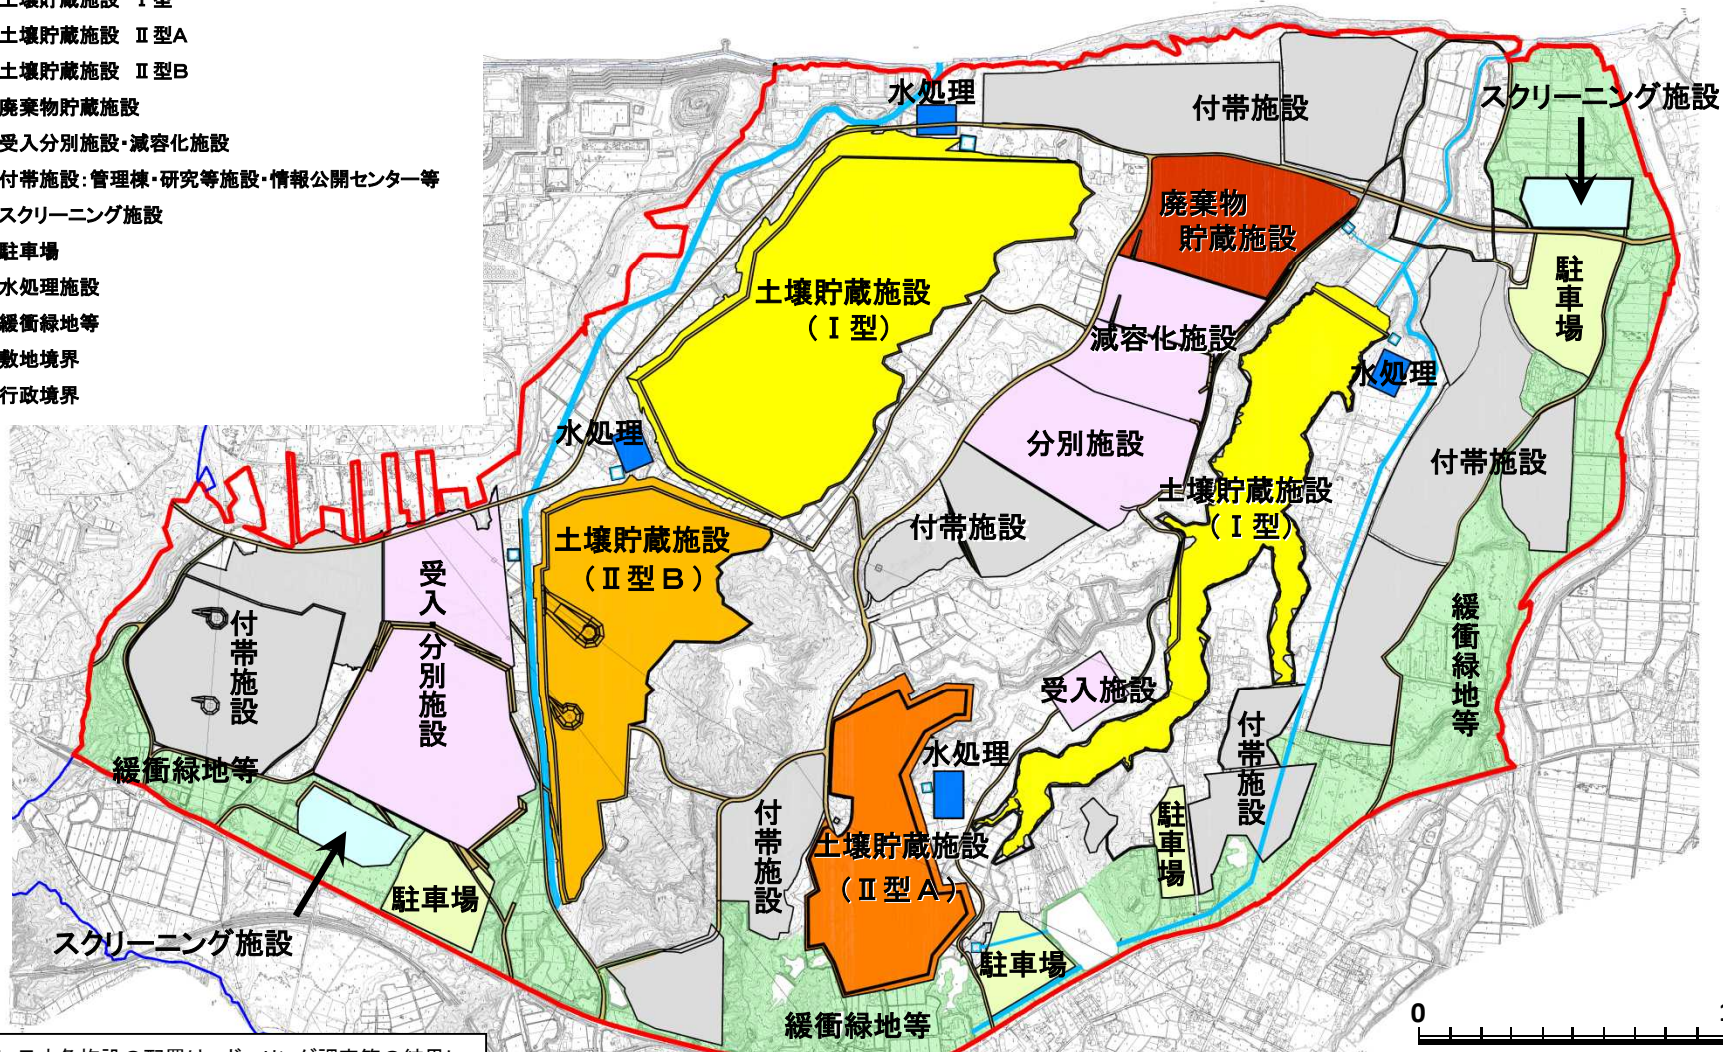 土壌貯蔵施設 Ⅰ型
土壌貯蔵施設 Ⅱ型A
土壌貯蔵施設 Ⅱ型B
廃棄物貯蔵施設
受入分別施設・減容化施設
付帯施設：管理棟・研究等施設・情報公開センター等
スクリーニング施設
駐車場
水処理施設
緩衝緑地等
敷地境界
行政境界
水処理
付帯施設
スクリーニング施設
廃棄物
貯蔵施設
土壌貯蔵施設
（Ⅰ型）
駐車場
減容化施設
水処理
水処理
分別施設
付帯施設
土壌貯蔵施設
（Ⅰ型）
付帯施設
土壌貯蔵施設
（Ⅱ型B）
受入・分別施設
付帯施設
緩衝緑地等
受入施設
付帯施設
水処理
緩衝緑地等
付帯施設
駐車場
土壌貯蔵施設
（Ⅱ型A）
駐車場
スクリーニング施設
駐車場
緩衝緑地等
0